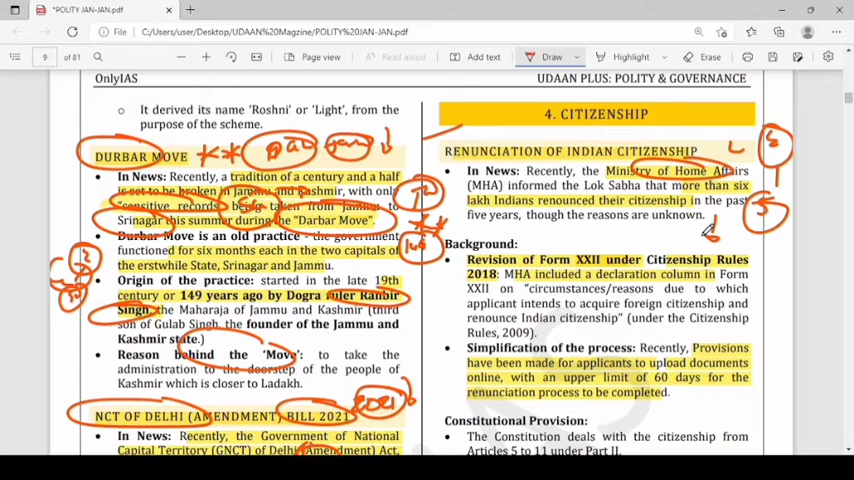 *POLITY JAN-JAN.pdf
File
C:/Users/user/Desktop/UDAAN%20Magzine/POLITY%20JAN-JAN.pdf
9 of 81
Page view
Read aloud
Add text
Draw
Highlight
Erase
OnlyIAS
UDAAN PLUS: POLITY & GOVERNANCE
o It derived its name 'Roshni' or 'Light', from the
purpose of the scheme.
DURBAR MOVE
• In News: Recently, a tradition of a century and a half
is set to be broken in Jammu and Kashmir, with only
"sensitive records" being taken from Jammu to
Srinagar this summer during the "Darbar Move".
• Durbar Move is an old practice - the government
functioned for six months each in the two capitals of
the erstwhile State, Srinagar and Jammu.
• Origin of the practice: started in the late 19th
century or 149 years ago by Dogra ruler Ranbir
Singh, the Maharaja of Jammu and Kashmir (third
son of Gulab Singh, the founder of the Jammu and
Kashmir state.)
• Reason behind the 'Move': to take the
administration to the doorstep of the people of
Kashmir which is closer to Ladakh.
2021
NCT OF DELHI (AMENDMENT) BILL 2021
• In News: Recently, the Government of National
Capital Territory (GNCT of Delhi (Amendment) Act,
4. CITIZENSHIP
RENUNCIATION OF INDIAN CITIZENSHIP
• In News: Recently, the Ministry of Home Affairs
(MHA) informed the Lok Sabha that more than six
lakh Indians renounced their citizenship in the past
five years, though the reasons are unknown.
Background:
• Revision of Form XXII under Citizenship Rules
2018: MHA included a declaration column in Form
XXII on "circumstances/reasons due to which
applicant intends to acquire foreign citizenship and
renounce Indian citizenship" (under the Citizenship
Rules, 2009).
• Simplification of the process: Recently, Provisions
have been made for applicants to upload documents
online, with an upper limit of 60 days for the
renunciation process to be completed.
Constitutional Provision:
• The Constitution deals with the citizenship from
Articles 5 to 11 under Part II.